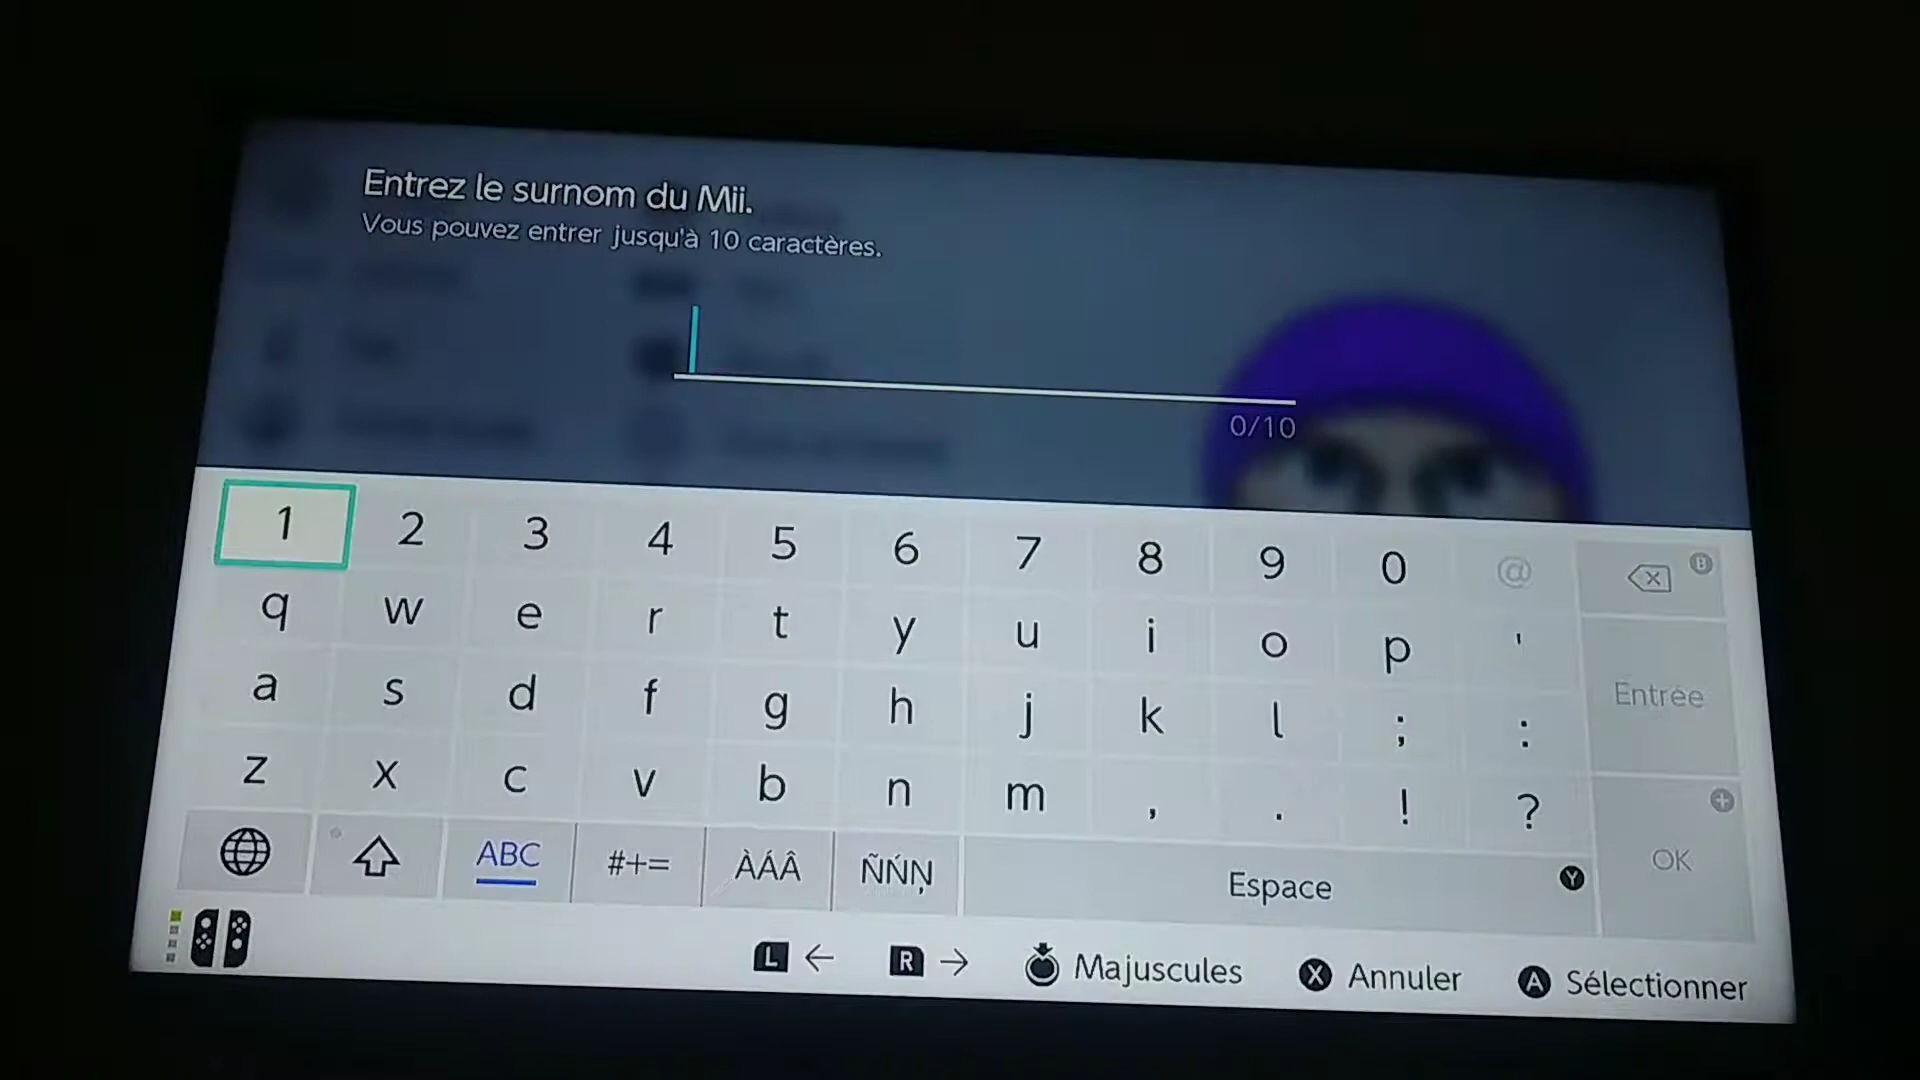 Entrez le surnom du Mii.
Vous pouvez entrer jusqu'à 10 caractères.
0/10
1 2 3 4 5 6 7 8 9 0 @ B
q w e r t y u i o p '
Entrée
a s d f g h j k l ; :
z x c v b n m , . ! ?
ABC #+= ÀÁÂ ÑŃŅ Espace Y OK
L ← R → Majuscules X Annuler A Sélectionner